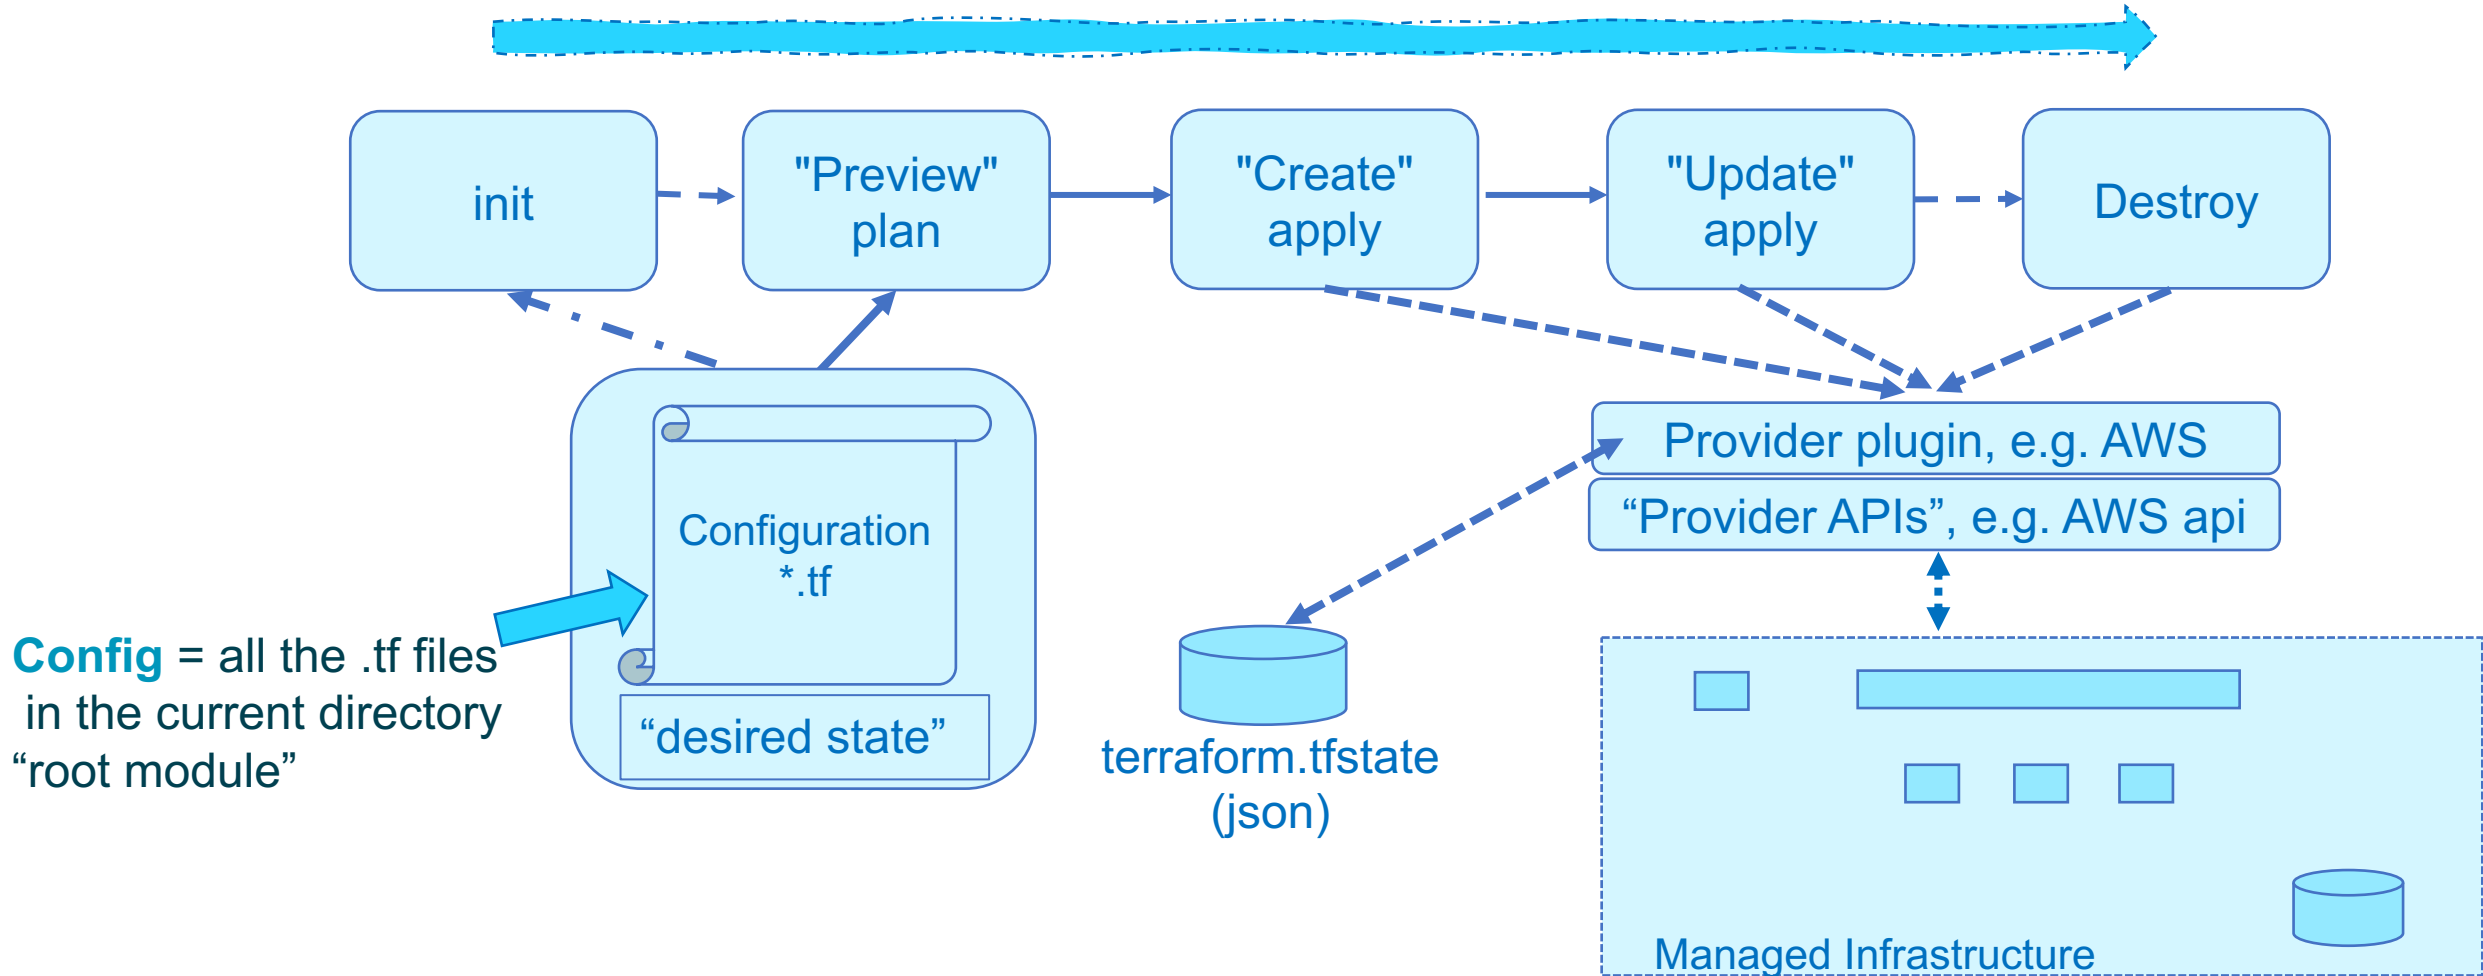 init
"Preview"
plan
"Create"
apply
"Update"
apply
Destroy
Configuration
*.tf
“desired state”
Config = all the .tf files
in the current directory
“root module”
terraform.tfstate
(json)
Provider plugin, e.g. AWS
“Provider APIs”, e.g. AWS api
Managed Infrastructure